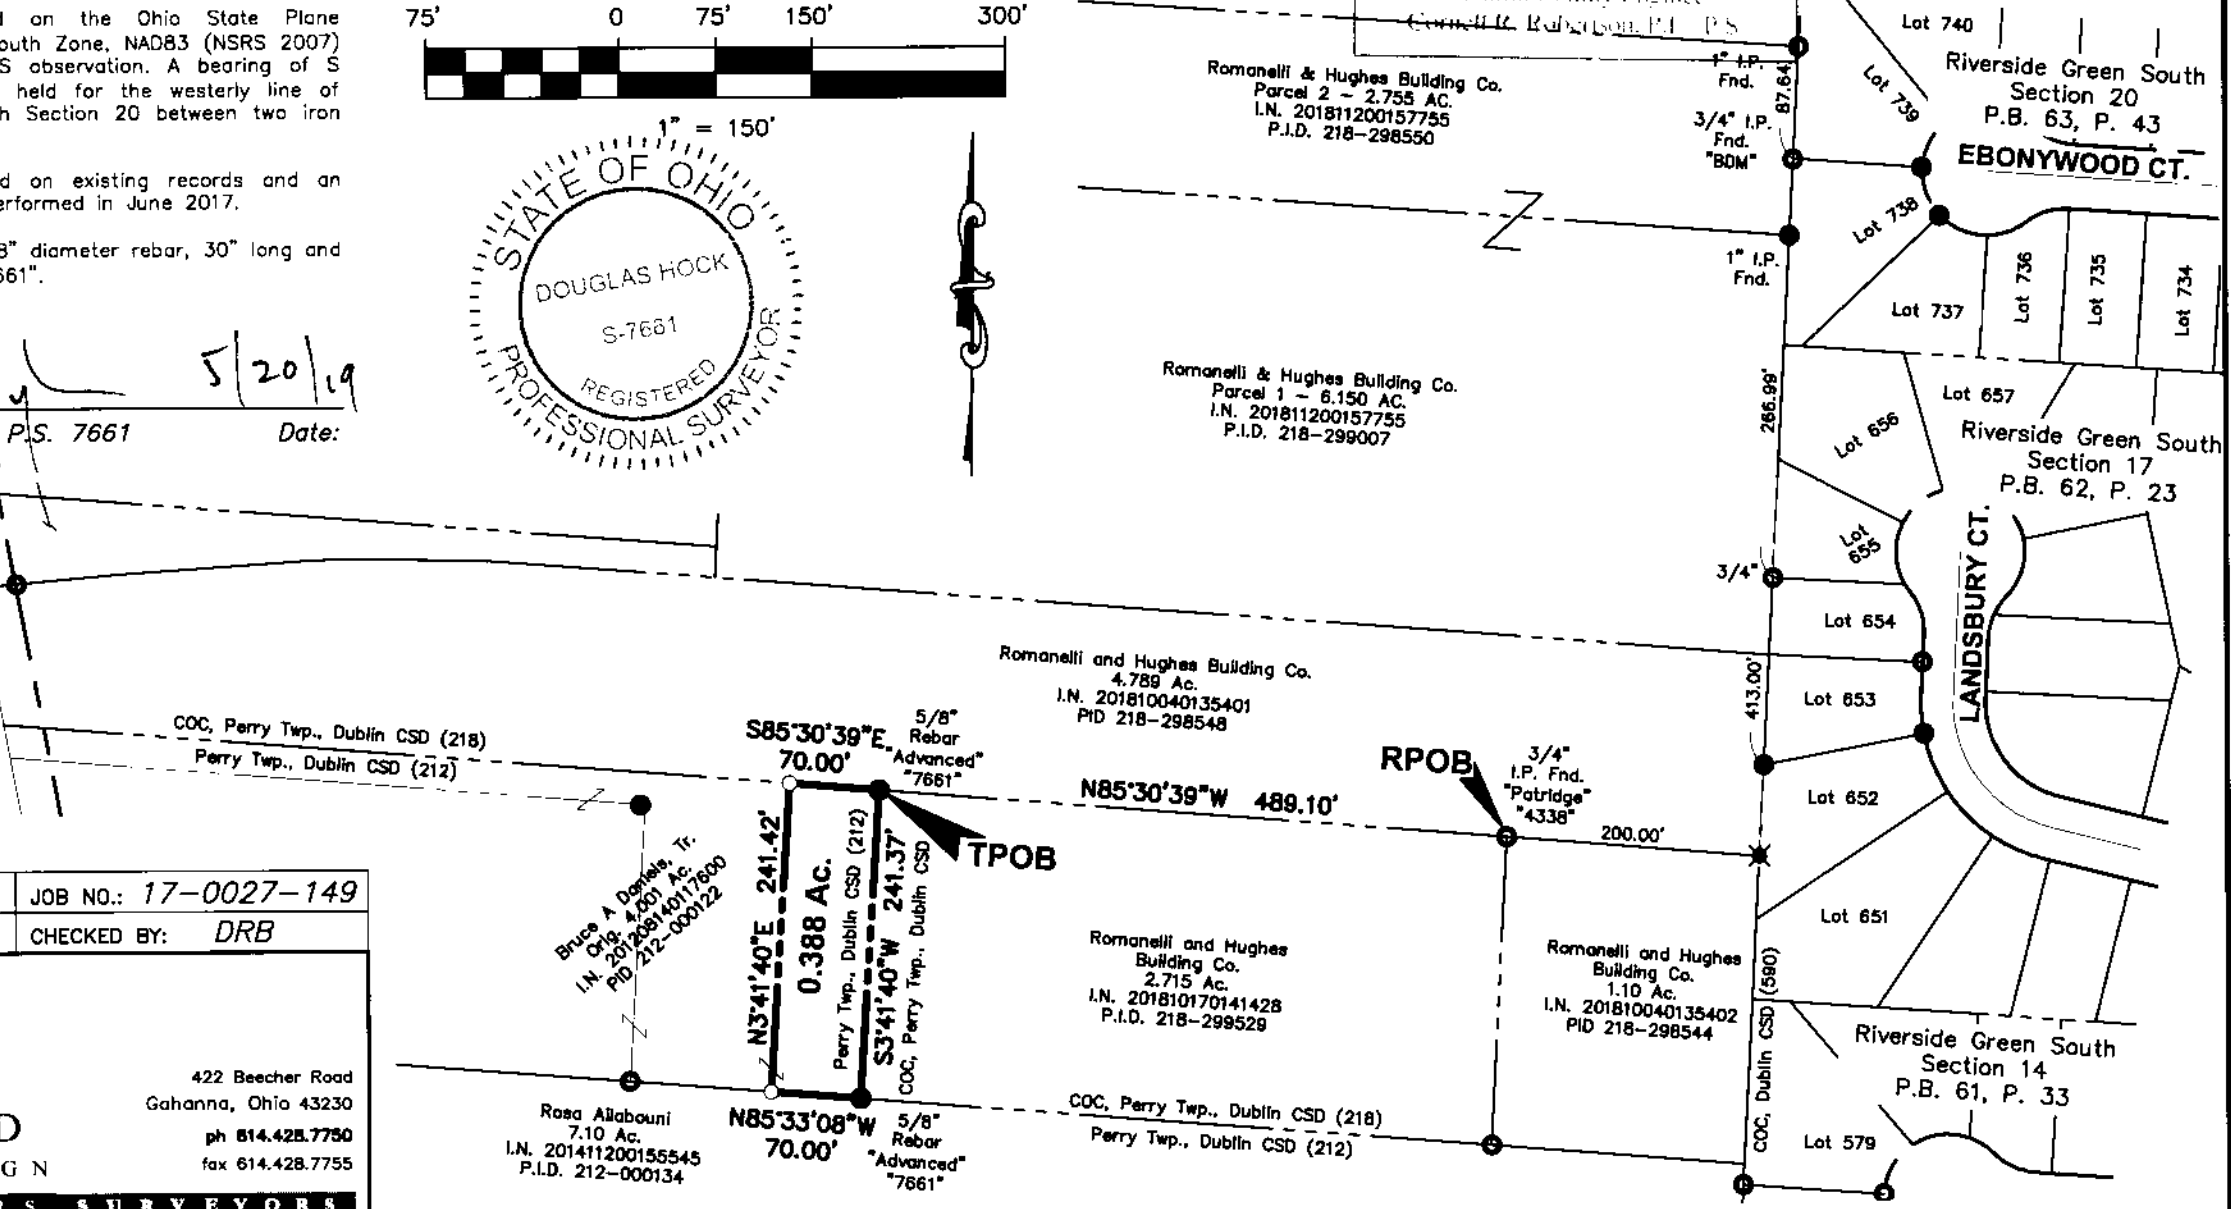 d on the Ohio State Plane
outh Zone, NAD83 (NSRS 2007)
S observation. A bearing of S
held for the westerly line of
h Section 20 between two iron
d on existing records and an
erformed in June 2017.
8" diameter rebar, 30" long and
661".
5/20/19
P.S. 7661
Date:
75' 0 75' 150' 300'
1" = 150'
STATE OF OHIO
DOUGLAS HOCK
S-7661
REGISTERED
PROFESSIONAL SURVEYOR
Cornell R. Robertson, P.E., P.S.
Romanelli & Hughes Building Co.
Parcel 2 - 2.755 AC.
I.N. 201811200157755
P.I.D. 218-298550
1" I.P.
Fnd.
87.64'
3/4" I.P.
Fnd.
"BDM"
1" I.P.
Fnd.
Lot 740
Lot 739
Riverside Green South
Section 20
P.B. 63, P. 43
EBONYWOOD CT.
Lot 738
Lot 737
Lot 736
Lot 735
Lot 734
Romanelli & Hughes Building Co.
Parcel 1 - 6.150 AC.
I.N. 201811200157755
P.I.D. 218-299007
266.99'
Lot 657
Lot 656
Riverside Green South
Section 17
P.B. 62, P. 23
Lot
655
LANDSBURY CT.
3/4"
Lot 654
413.00'
Lot 653
Lot 652
Lot 651
Romanelli and Hughes Building Co.
4.789 Ac.
I.N. 201810040135401
PID 218-298548
COC, Perry Twp., Dublin CSD (218)
Perry Twp., Dublin CSD (212)
S85°30'39"E
70.00'
5/8"
Rebar
"Advanced"
"7661"
TPOB
N85°30'39"W 489.10'
RPOB
3/4"
I.P. Fnd.
"Patridge"
"4338"
200.00'
Bruce A Daniels, Tr.
Orig. 4.001 Ac.
I.N. 201208140117600
PID 212-000122
N3°41'40"E 241.42'
0.388 Ac.
Perry Twp., Dublin CSD (212)
S3°41'40"W 241.37'
COC, Perry Twp., Dublin CSD
Romanelli and Hughes
Building Co.
2.715 Ac.
I.N. 201810170141428
P.I.D. 218-299529
Romanelli and Hughes
Building Co.
1.10 Ac.
I.N. 201810040135402
PID 218-298544
COC, Dublin CSD (590)
Riverside Green South
Section 14
P.B. 61, P. 33
Lot 579
COC, Perry Twp., Dublin CSD (218)
Perry Twp., Dublin CSD (212)
Rosa Allabouni
7.10 Ac.
I.N. 201411200155545
P.I.D. 212-000134
N85°33'08"W
70.00'
5/8"
Rebar
"Advanced"
"7661"
JOB NO.: 17-0027-149
CHECKED BY: DRB
422 Beecher Road
Gahanna, Ohio 43230
ph 614.428.7750
fax 614.428.7755
D
G N
R S SURVEYORS